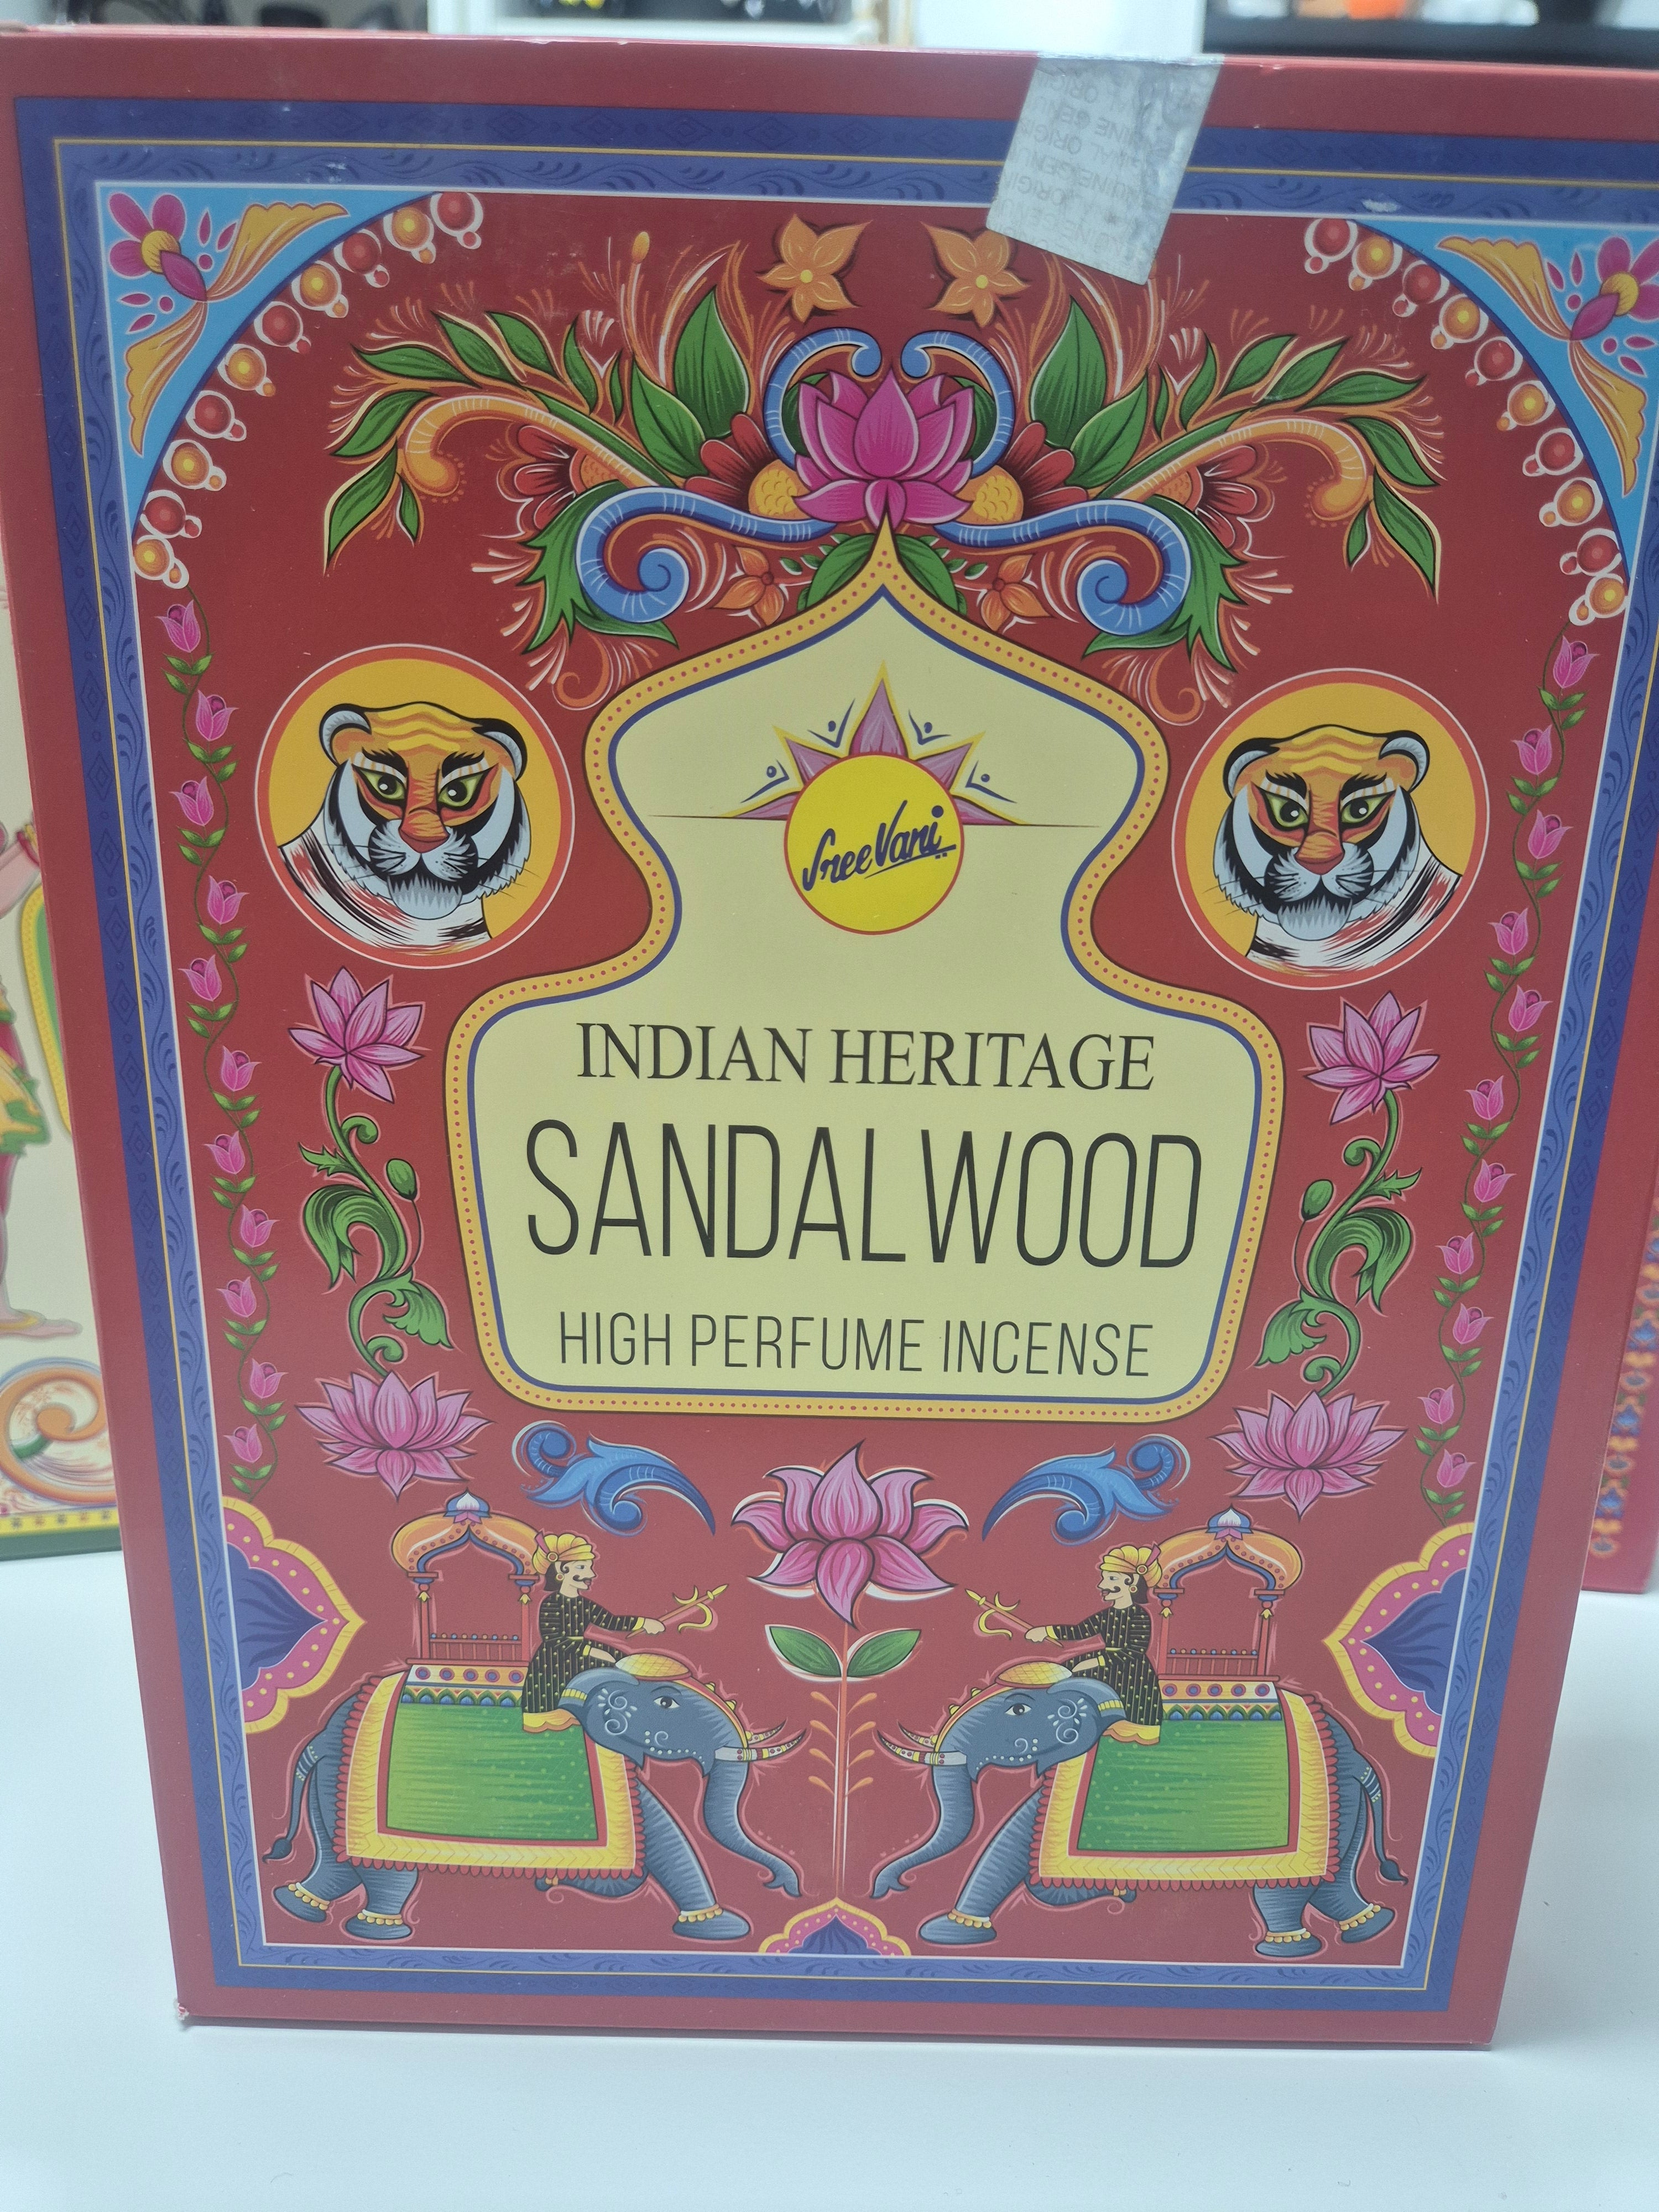 SreeVani
INDIAN HERITAGE
SANDALWOOD
HIGH PERFUME INCENSE